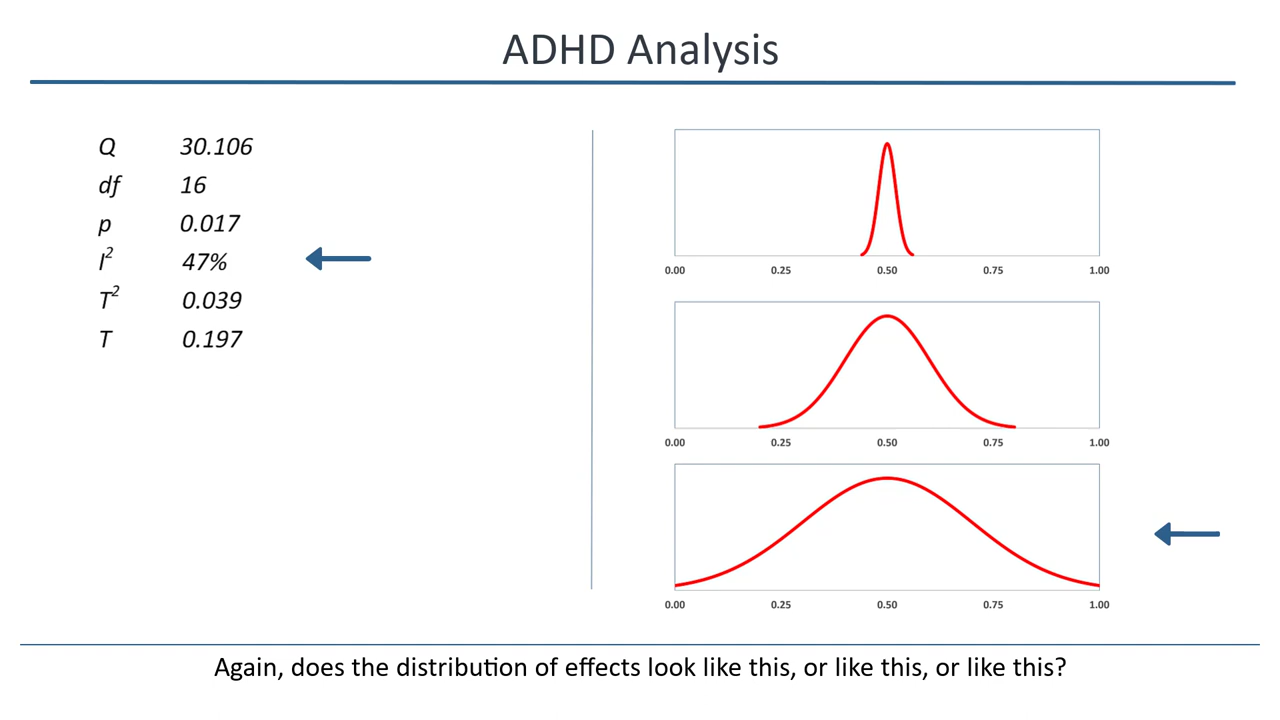 ADHD Analysis
Q 30.106
df 16
p 0.017
I² 47%
T² 0.039
T 0.197
0.00 0.25 0.50 0.75 1.00
0.00 0.25 0.50 0.75 1.00
0.00 0.25 0.50 0.75 1.00
Again, does the distribution of effects look like this, or like this, or like this?